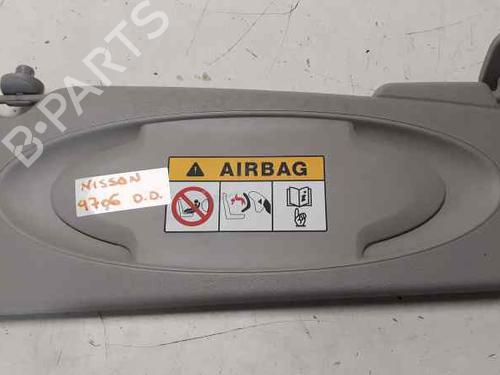 B-PARTS
AIRBAG
NISSON
9706 D.D.